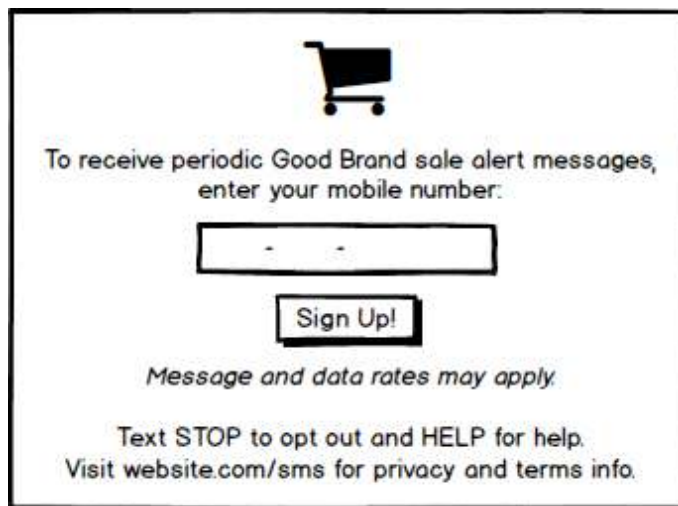 To receive periodic Good Brand sale alert messages,
enter your mobile number:
- -
Sign Up!
Message and data rates may apply.
Text STOP to opt out and HELP for help.
Visit website.com/sms for privacy and terms info.